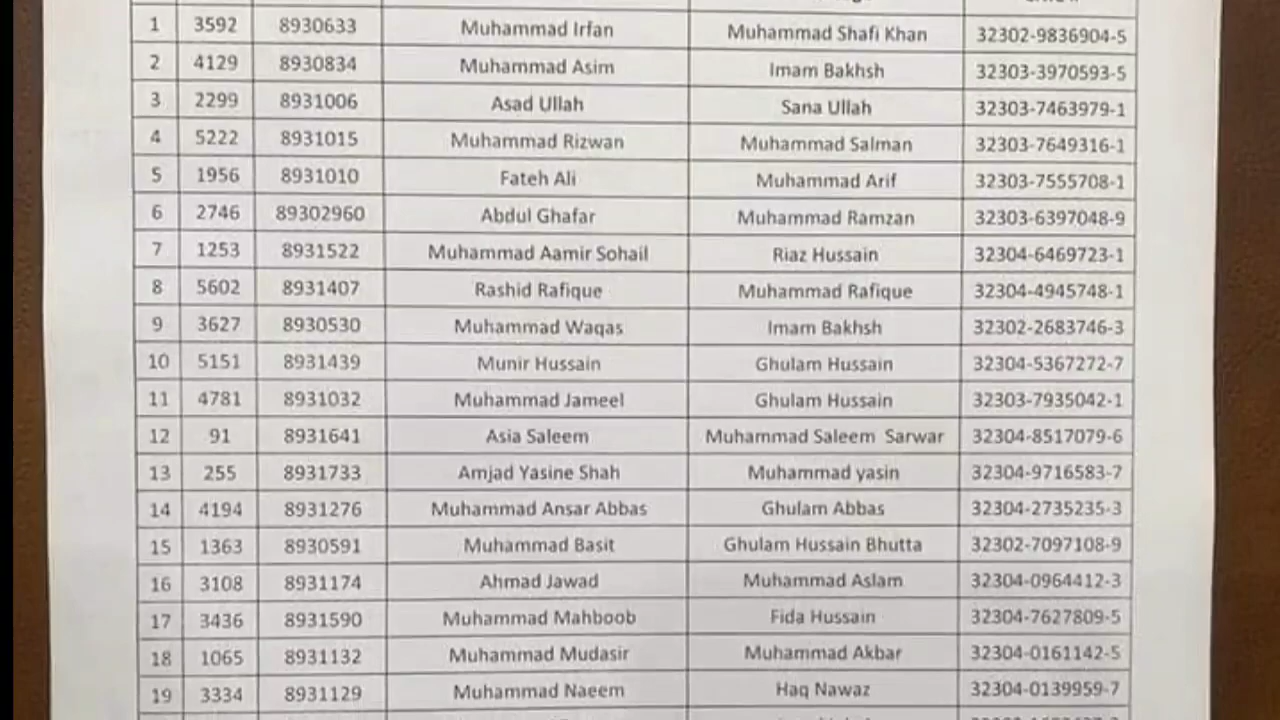 1 3592 8930633 Muhammad Irfan Muhammad Shafi Khan 32302-9836904-5
2 4129 8930834 Muhammad Asim Imam Bakhsh 32303-3970593-5
3 2299 8931006 Asad Ullah Sana Ullah 32303-7463979-1
4 5222 8931015 Muhammad Rizwan Muhammad Salman 32303-7649316-1
5 1956 8931010 Fateh Ali Muhammad Arif 32303-7555708-1
6 2746 89302960 Abdul Ghafar Muhammad Ramzan 32303-6397048-9
7 1253 8931522 Muhammad Aamir Sohail Riaz Hussain 32304-6469723-1
8 5602 8931407 Rashid Rafique Muhammad Rafique 32304-4945748-1
9 3627 8930530 Muhammad Waqas Imam Bakhsh 32302-2683746-3
10 5151 8931439 Munir Hussain Ghulam Hussain 32304-5367272-7
11 4781 8931032 Muhammad Jameel Ghulam Hussain 32303-7935042-1
12 91 8931641 Asia Saleem Muhammad Saleem Sarwar 32304-8517079-6
13 255 8931733 Amjad Yasine Shah Muhammad yasin 32304-9716583-7
14 4194 8931276 Muhammad Ansar Abbas Ghulam Abbas 32304-2735235-3
15 1363 8930591 Muhammad Basit Ghulam Hussain Bhutta 32302-7097108-9
16 3108 8931174 Ahmad Jawad Muhammad Aslam 32304-0964412-3
17 3436 8931590 Muhammad Mahboob Fida Hussain 32304-7627809-5
18 1065 8931132 Muhammad Mudasir Muhammad Akbar 32304-0161142-5
19 3334 8931129 Muhammad Naeem Haq Nawaz 32304-0139959-7